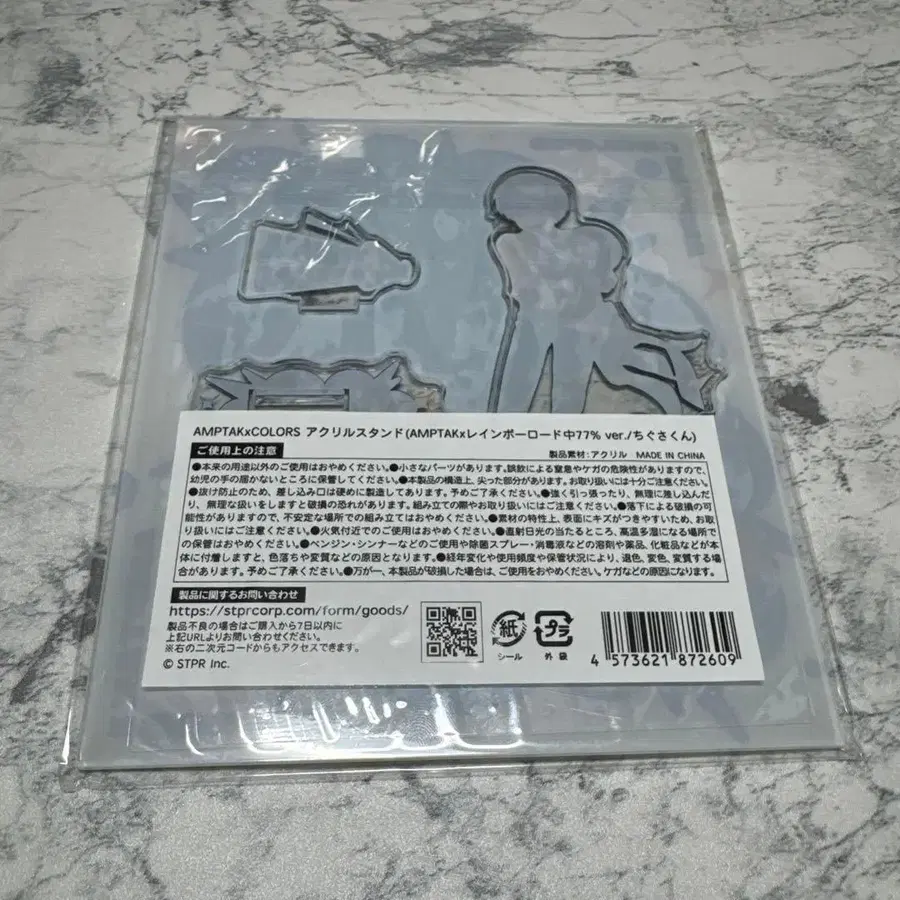 AMPTAKxCOLORS アクリルスタンド(AMPTAKxレインボーロード中77% ver./ちぐさくん)
ご使用上の注意
製品素材:アクリル MADE IN CHINA
●本来の用途以外のご使用はおやめください。●小さなパーツがあります。誤飲による窒息やケガの危険性がありますので、
幼児の手の届かないところに保管してください。●本製品の構造上、尖った部分があります。お取り扱いには十分ご注意ください。
●抜け防止のため、差し込み口は硬めに製造してあります。予めご了承ください。●強く引っ張ったり、無理に差し込んだ
り、無理な扱いをしますと破損の恐れがあります。組み立ての際やお取り扱いにはご注意ください。●落下による破損の可
能性がありますので、不安定な場所での組み立てはおやめください。●素材の特性上、表面にキズがつきやすいため、お取
り扱いにはご注意ください。●火気付近でのご使用はおやめください。●直射日光の当たるところ、高温多湿になる場所で
の保管はおやめください。●ベンジン・シンナーなどのご使用や除菌スプレー・消毒液などの溶剤や薬品、化粧品などが本
体に付着しますと、色落ちや変質などの原因となります。●経年変化や使用頻度や保管状況により、退色、変色、変質する場
合があります。予めご了承ください。●万が一、本製品が破損した場合は、ご使用をおやめください。ケガなどの原因になります。
製品に関するお問い合わせ
https://stprcorp.com/form/goods/
製品不良の場合はご購入から7日以内に
上記URLよりお問い合わせください。
※右の二次元コードからもアクセスできます。
© STPR Inc.
紙
シール
プラ
外袋
4 573621 872609